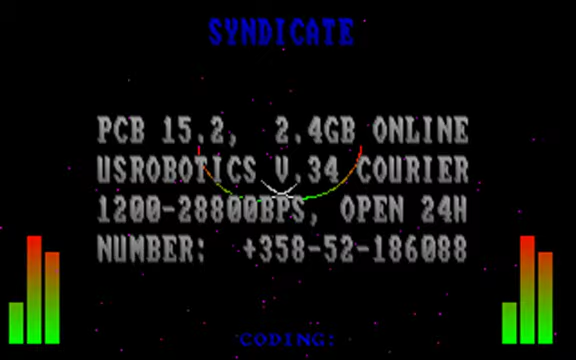 SYNDICATE
PCB 15.2, 2.4GB ONLINE
USROBOTICS V.34 COURIER
1200-28800BPS, OPEN 24H
NUMBER: +358-52-186088
CODING: